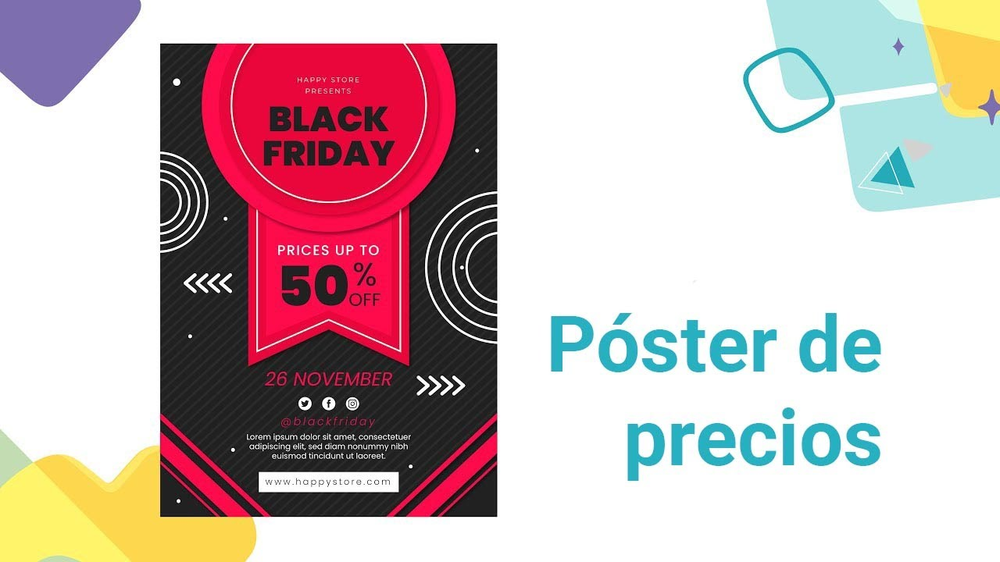 HAPPY STORE
PRESENTS
BLACK
FRIDAY
PRICES UP TO
50%
OFF
26 NOVEMBER
@blackfriday
Lorem ipsum dolor sit amet, consectetuer
adipiscing elit, sed diam nonummy nibh
euismod tincidunt ut laoreet.
www.happystore.com
Póster de
precios